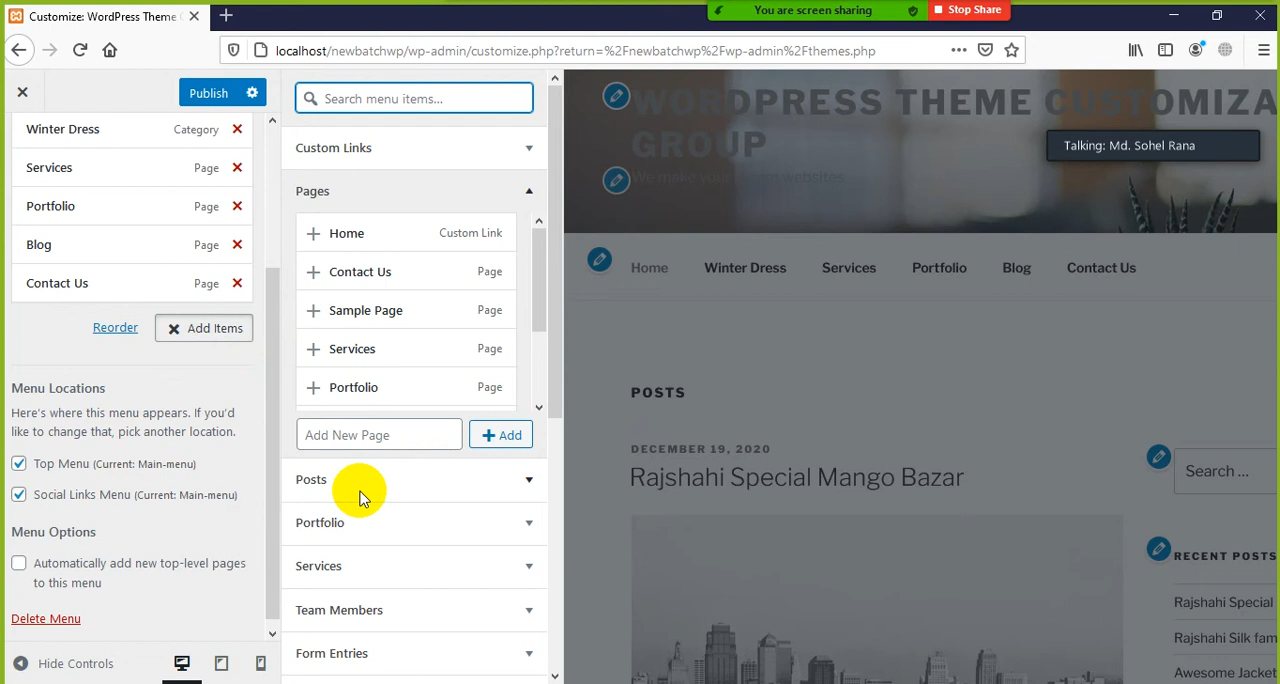 Customize: WordPress Theme C
You are screen sharing
Stop Share
localhost/newbatchwp/wp-admin/customize.php?return=%2Fnewbatchwp%2Fwp-admin%2Fthemes.php
Publish
Winter Dress Category
Services Page
Portfolio Page
Blog Page
Contact Us Page
Reorder
Add Items
Menu Locations
Here's where this menu appears. If you'd
like to change that, pick another location.
Top Menu (Current: Main-menu)
Social Links Menu (Current: Main-menu)
Menu Options
Automatically add new top-level pages
to this menu
Delete Menu
Hide Controls
Search menu items...
Custom Links
Pages
Home Custom Link
Contact Us Page
Sample Page Page
Services Page
Portfolio Page
Add New Page
Add
Posts
Portfolio
Services
Team Members
Form Entries
WORDPRESS THEME CUSTOMIZA
GROUP
Talking: Md. Sohel Rana
We make your custom websites
Home Winter Dress Services Portfolio Blog Contact Us
POSTS
DECEMBER 19, 2020
Rajshahi Special Mango Bazar
Search ...
RECENT POSTS
Rajshahi Special
Rajshahi Silk fam
Awesome Jacket